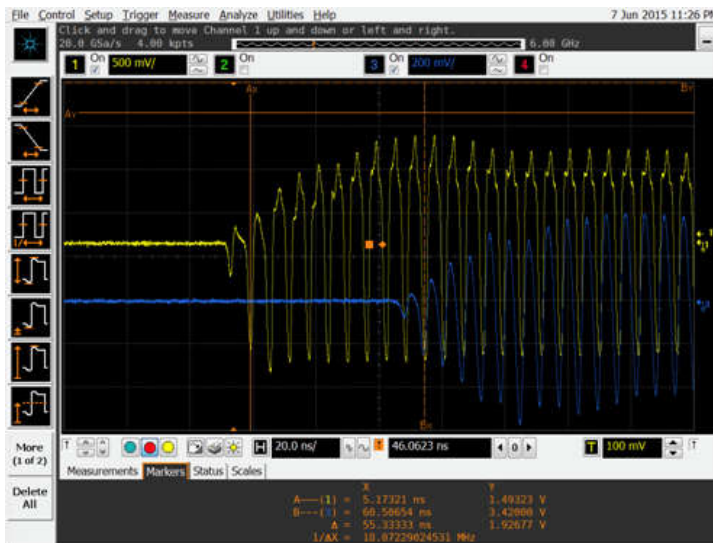 File Control Setup Trigger Measure Analyze Utilities Help 7 Jun 2015 11:26 PM
Click and drag to move Channel 1 up and down or left and right.
20.0 GSa/s 4.00 kpts 6.00 GHz
1 On 500 mV/ 2 On 3 On 200 mV/ 4 On
Ax By
Ay
Bx
More
(1 of 2)
Delete
All
T H 20.0 ns/ T 46.0623 ns 0 T 100 mV T
Measurements Markers Status Scales
X Y
A---(1) = 5.17321 ns 1.49323 V
B---(3) = 60.50654 ns 3.42000 V
Δ = 55.33333 ns 1.92677 V
1/ΔX = 18.07229024531 MHz